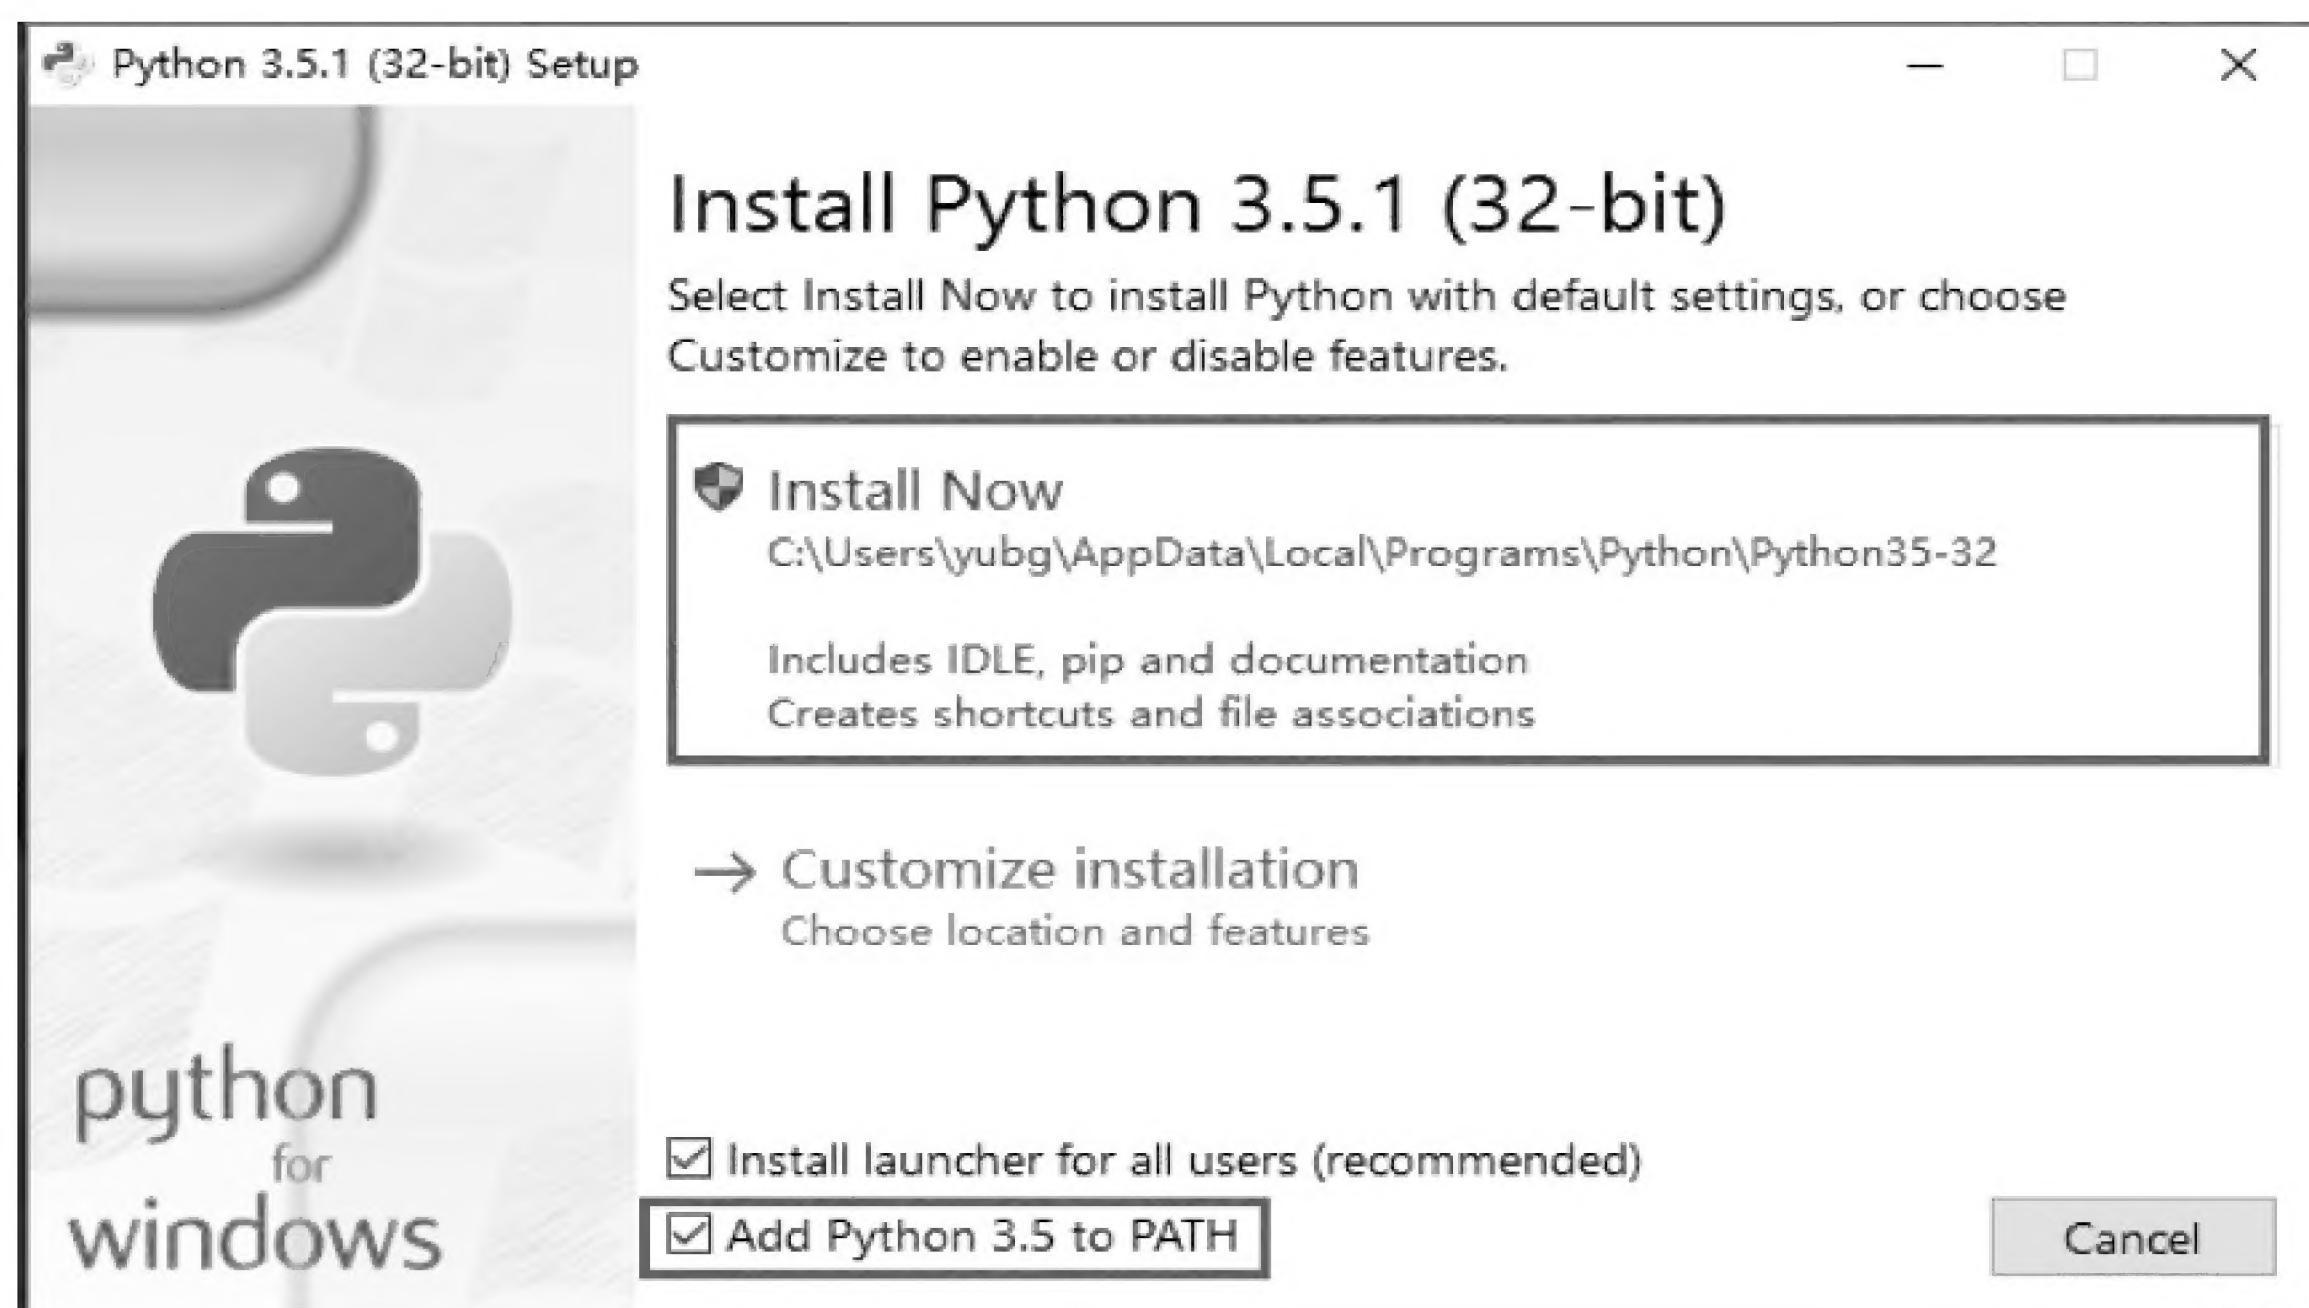 Python 3.5.1 (32-bit) Setup
Install Python 3.5.1 (32-bit)
Select Install Now to install Python with default settings, or choose
Customize to enable or disable features.
Install Now
C:\Users\yubg\AppData\Local\Programs\Python\Python35-32
Includes IDLE, pip and documentation
Creates shortcuts and file associations
Customize installation
Choose location and features
python
for
windows
Install launcher for all users (recommended)
Add Python 3.5 to PATH
Cancel